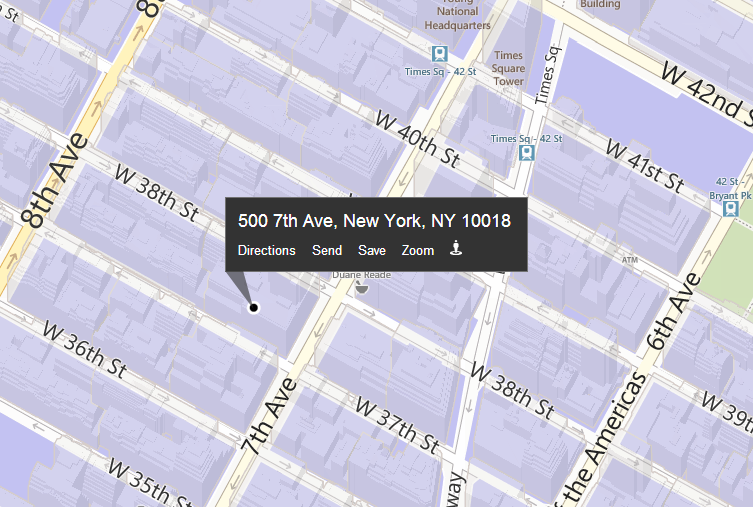 Young
National
Headquarters
Building
8th
St
Times Sq - 42 St
Times
Square
Tower
Times Sq
W 42nd S
W 40th St
Times Sq - 42 St
W 41st St
8th Ave
W 38th St
42 St -
Bryant Pk
500 7th Ave, New York, NY 10018
Directions Send Save Zoom
ATM
Duane Reade
6th Ave
W 36th St
W 38th St
7th Ave
W 37th St
W 39th
the Americas
W 35th St
way